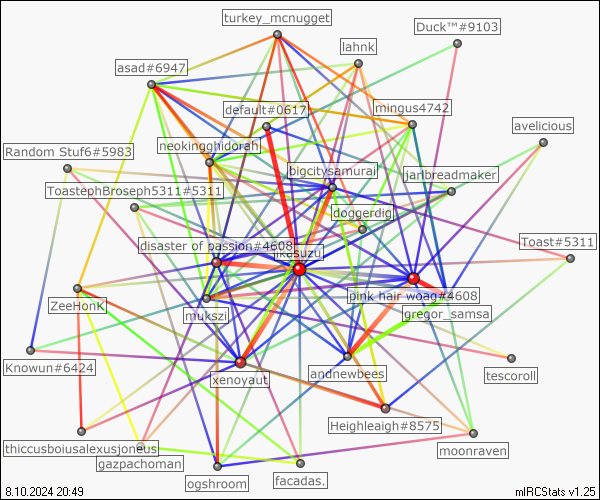 turkey_mcnugget
Duck™#9103
lahnk
asad#6947
default#0617
mingus4742
avelicious
neokingghidorah
Random Stuf6#5983
bigcitysamurai
jarlbreadmaker
ToastephBroseph5311#5311
doggerdig
disaster of passion#4608
ikasuzu
Toast#5311
pink hair woag#4608
ZeeHonK
mukszi
gregor_samsa
Knowun#6424
xenovaut
andnewbees
tescoroll
Heighleaigh#8575
thiccusboiusalexusjoneus
moonraven
gazpachoman
ogshroom
facadas.
8.10.2024 20:49
mIRCStats v1.25